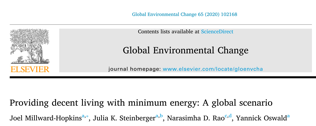 Global Environmental Change 65 (2020) 102168
Contents lists available at ScienceDirect
Global Environmental Change
ELSEVIER
journal homepage: www.elsevier.com/locate/gloenvcha
Providing decent living with minimum energy: A global scenario
Joel Millward-Hopkins, Julia K. Steinberger, Narasimha D. Rao, Yannick Oswald